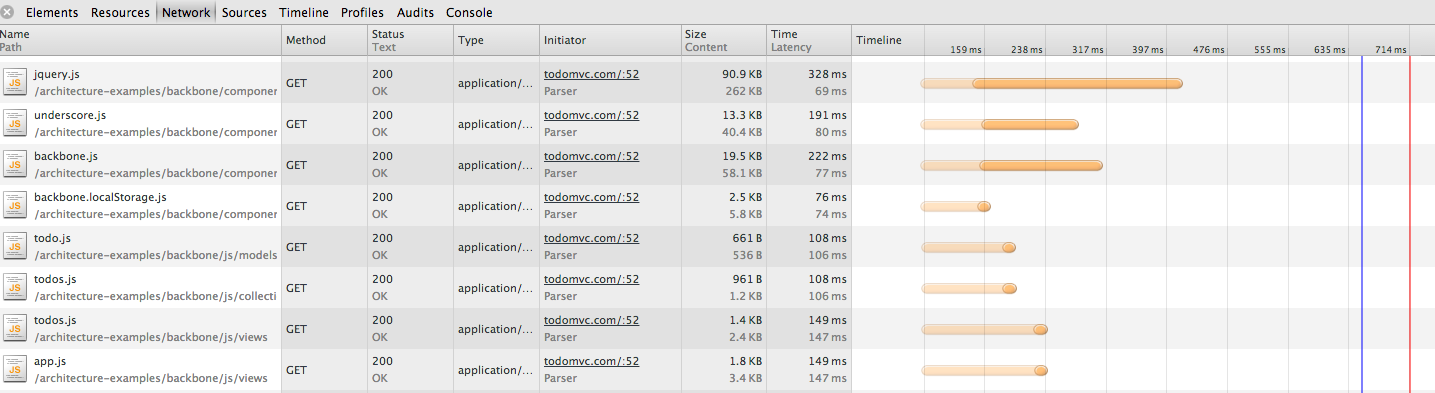 Elements Resources Network Sources Timeline Profiles Audits Console
Name Path Method Status Text Type Initiator Size Content Time Latency Timeline 159 ms 238 ms 317 ms 397 ms 476 ms 555 ms 635 ms 714 ms
JS jquery.js GET 200 application/... todomvc.com/:52 90.9 KB 328 ms
/architecture-examples/backbone/componer OK Parser 262 KB 69 ms
JS underscore.js GET 200 application/... todomvc.com/:52 13.3 KB 191 ms
/architecture-examples/backbone/componer OK Parser 40.4 KB 80 ms
JS backbone.js GET 200 application/... todomvc.com/:52 19.5 KB 222 ms
/architecture-examples/backbone/componer OK Parser 58.1 KB 77 ms
JS backbone.localStorage.js GET 200 application/... todomvc.com/:52 2.5 KB 76 ms
/architecture-examples/backbone/componer OK Parser 5.8 KB 74 ms
JS todo.js GET 200 application/... todomvc.com/:52 661 B 108 ms
/architecture-examples/backbone/js/models OK Parser 536 B 106 ms
JS todos.js GET 200 application/... todomvc.com/:52 961 B 108 ms
/architecture-examples/backbone/js/collecti OK Parser 1.2 KB 106 ms
JS todos.js GET 200 application/... todomvc.com/:52 1.4 KB 149 ms
/architecture-examples/backbone/js/views OK Parser 2.4 KB 147 ms
JS app.js GET 200 application/... todomvc.com/:52 1.8 KB 149 ms
/architecture-examples/backbone/js/views OK Parser 3.4 KB 147 ms